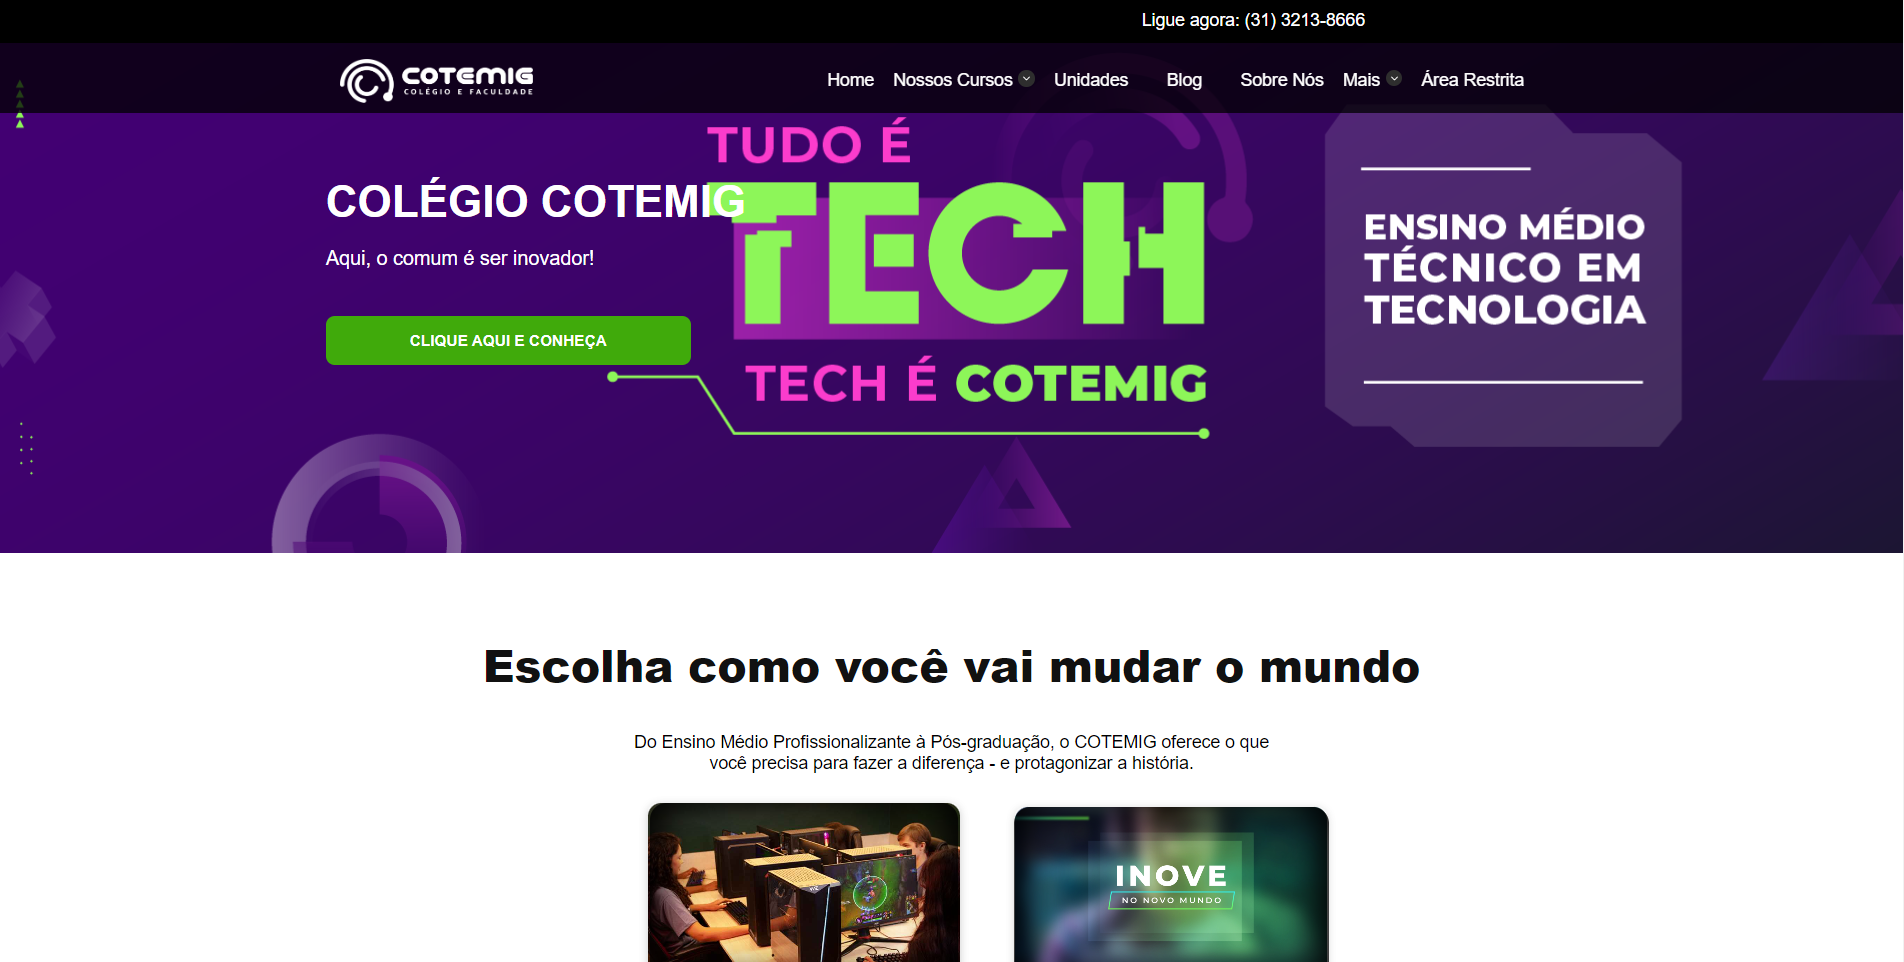 Ligue agora: (31) 3213-8666
COTEMIG
COLÉGIO E FACULDADE
Home Nossos Cursos Unidades Blog Sobre Nós Mais Área Restrita
TUDO É
TECH
TECH É COTEMIG
COLÉGIO COTEMIG
Aqui, o comum é ser inovador!
CLIQUE AQUI E CONHEÇA
ENSINO MÉDIO
TÉCNICO EM
TECNOLOGIA
Escolha como você vai mudar o mundo
Do Ensino Médio Profissionalizante à Pós-graduação, o COTEMIG oferece o que
você precisa para fazer a diferença - e protagonizar a história.
INOVE
NO NOVO MUNDO